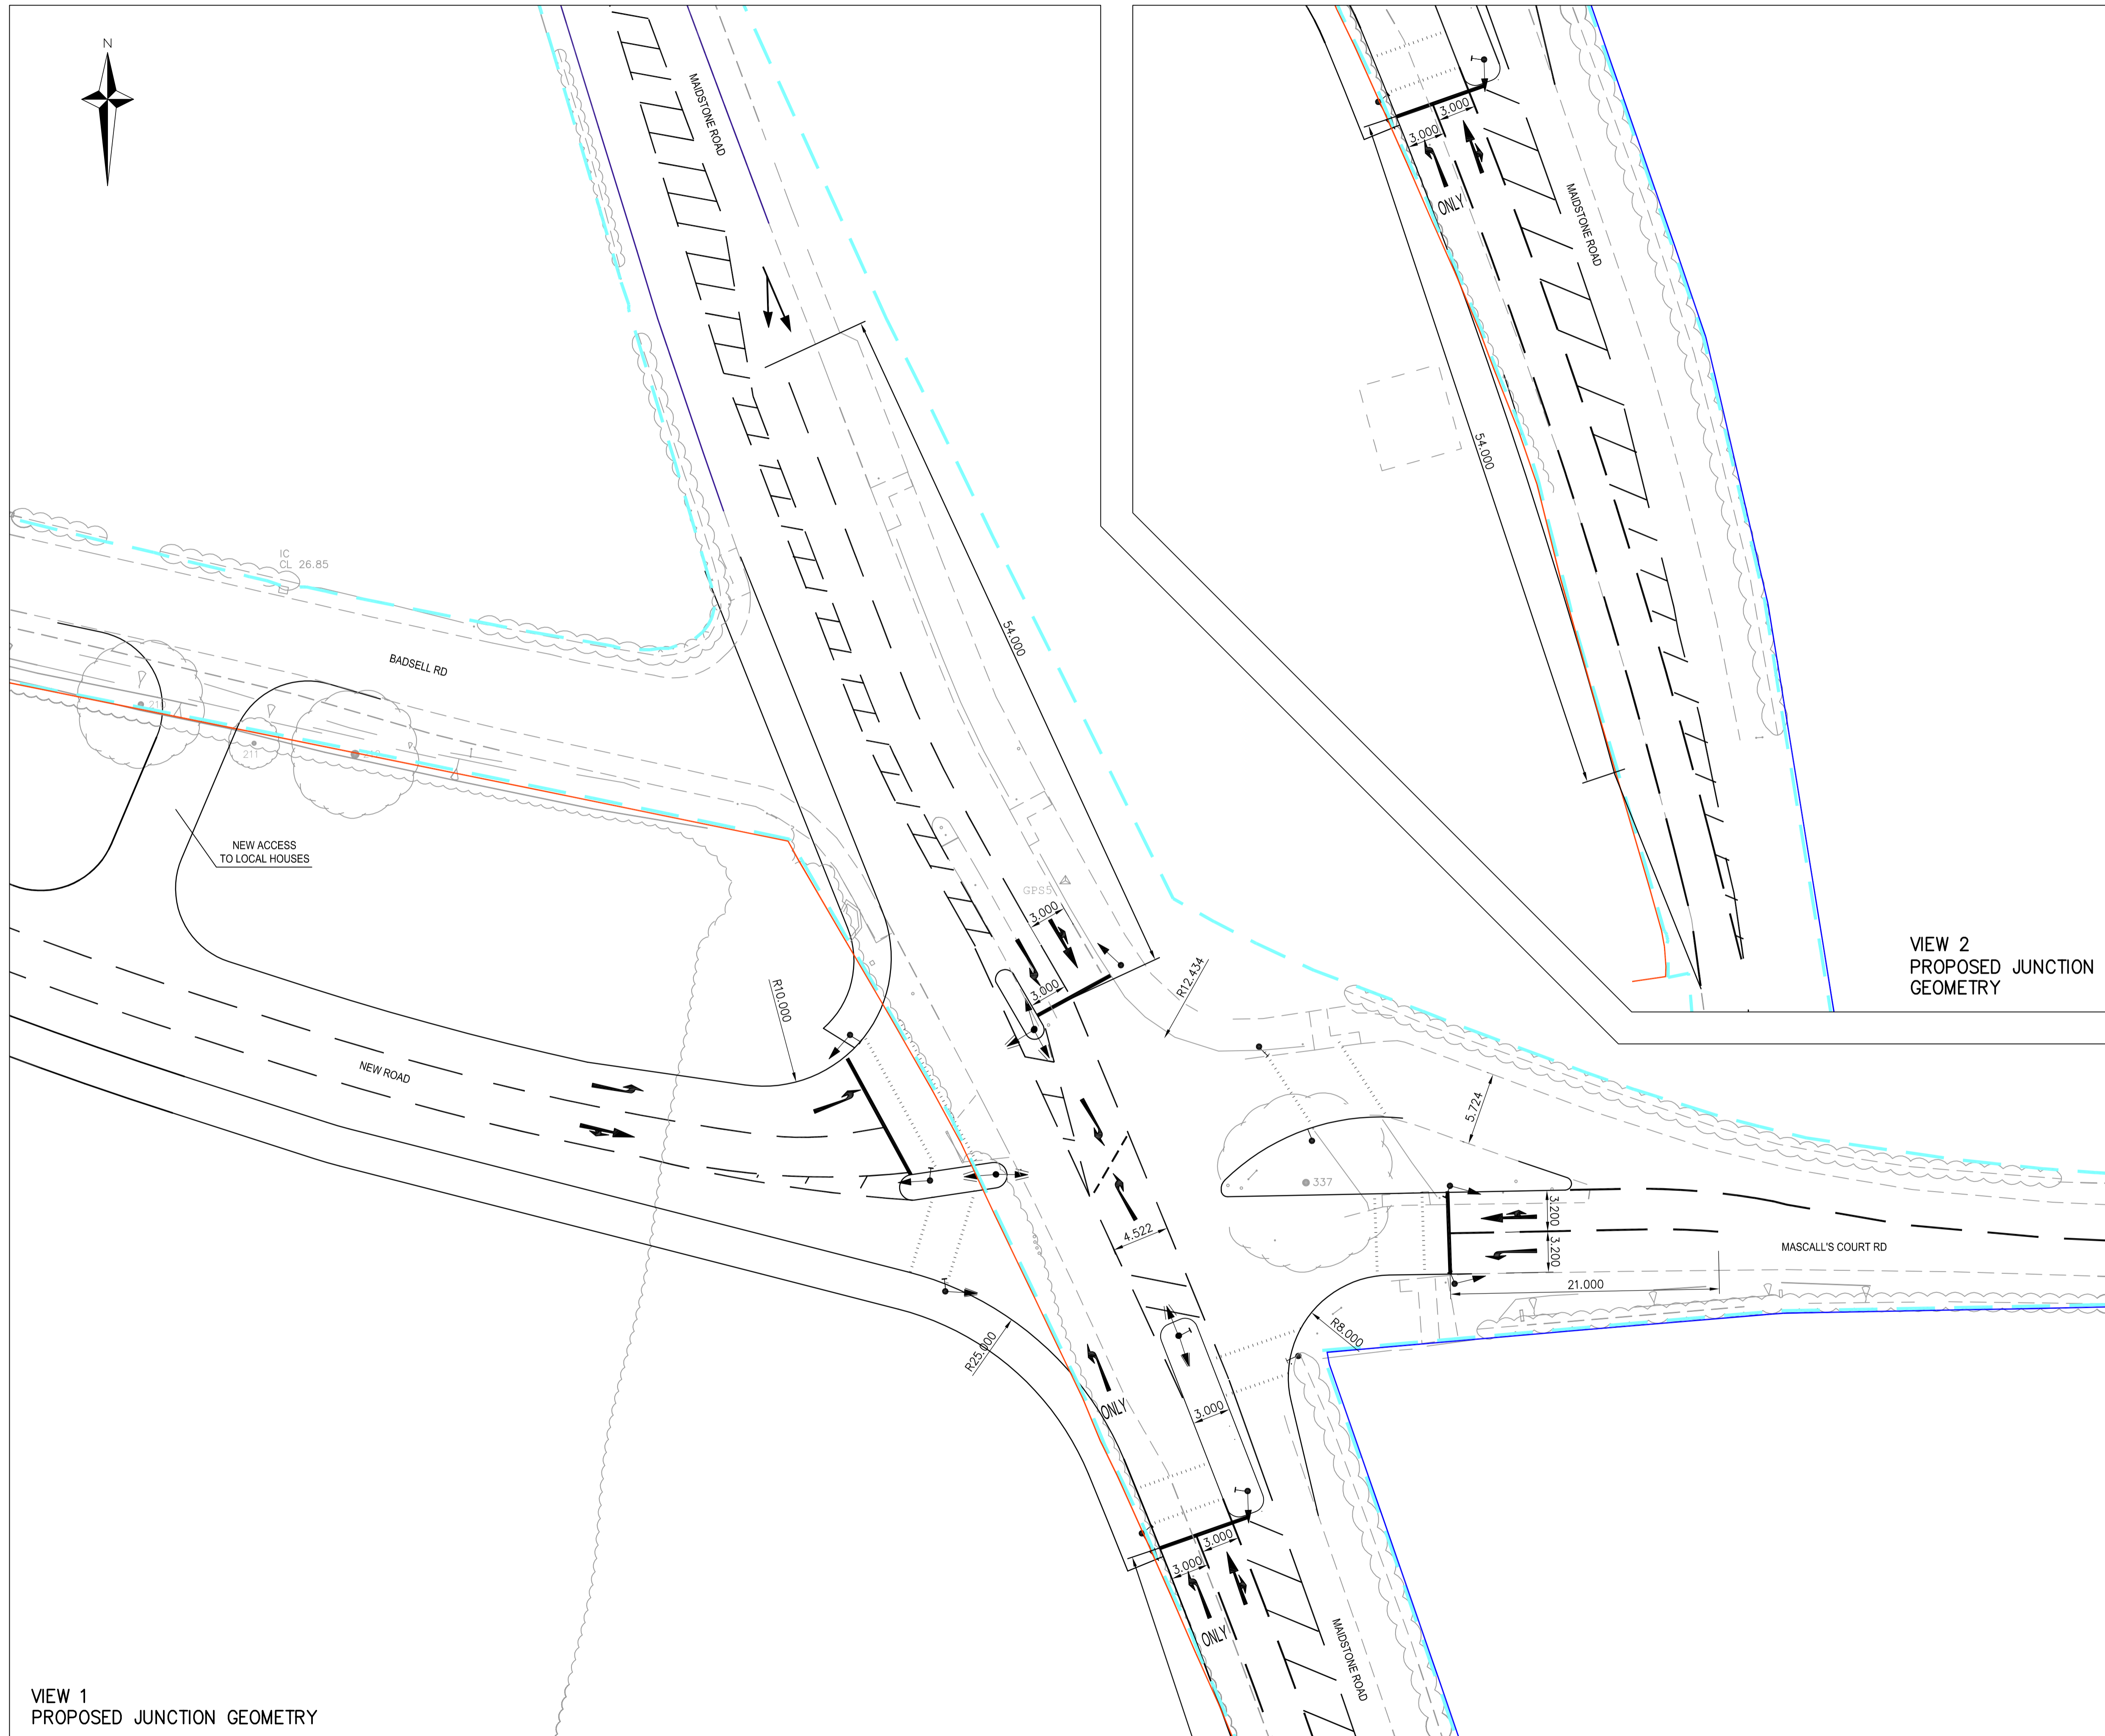 N
MAIDSTONE ROAD
IC
CL 26.85
BADSELL RD
211
NEW ACCESS
TO LOCAL HOUSES
54.000
GPS5
3.000
3.000
R12.434
R10.000
NEW ROAD
5.724
337
4.522
3.200
3.200
MASCALL'S COURT RD
21.000
R8.000
R25.000
ONLY
3.000
3.000
3.000
ONLY
MAIDSTONE ROAD
VIEW 1
PROPOSED JUNCTION GEOMETRY
3.000
3.000
ONLY
MAIDSTONE ROAD
54.000
VIEW 2
PROPOSED JUNCTION
GEOMETRY